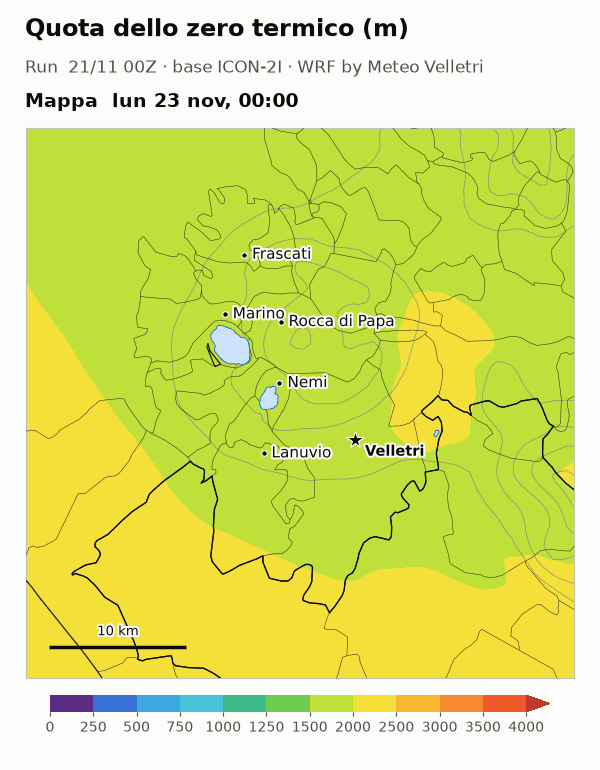 Quota dello zero termico (m)
Run  21/11 00Z · base ICON-2I · WRF by Meteo Velletri
Mappa  lun 23 nov, 00:00
Frascati
Marino
Rocca di Papa
Nemi
Velletri
Lanuvio
10 km
0 250 500 750 1000 1250 1500 2000 2500 3000 3500 4000